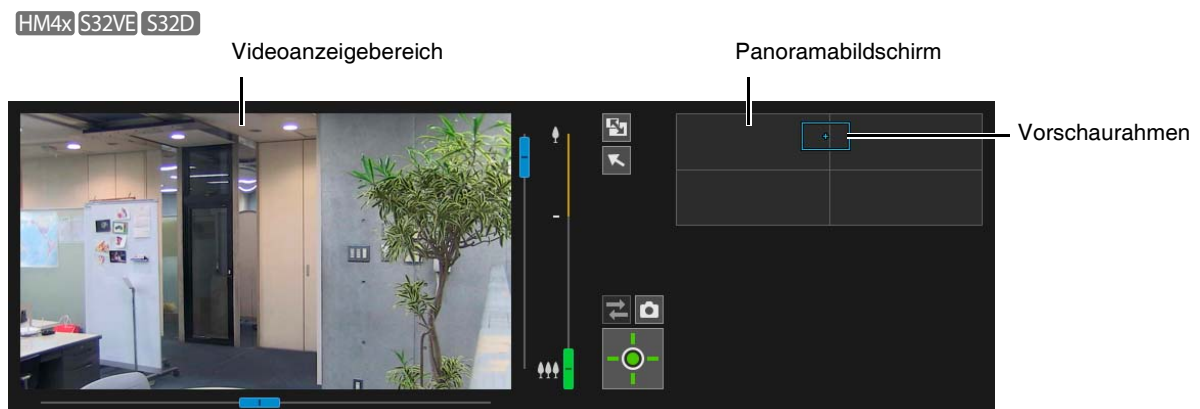 HM4x S32VE S32D
Videoanzeigebereich
Panoramabildschirm
Vorschaurahmen